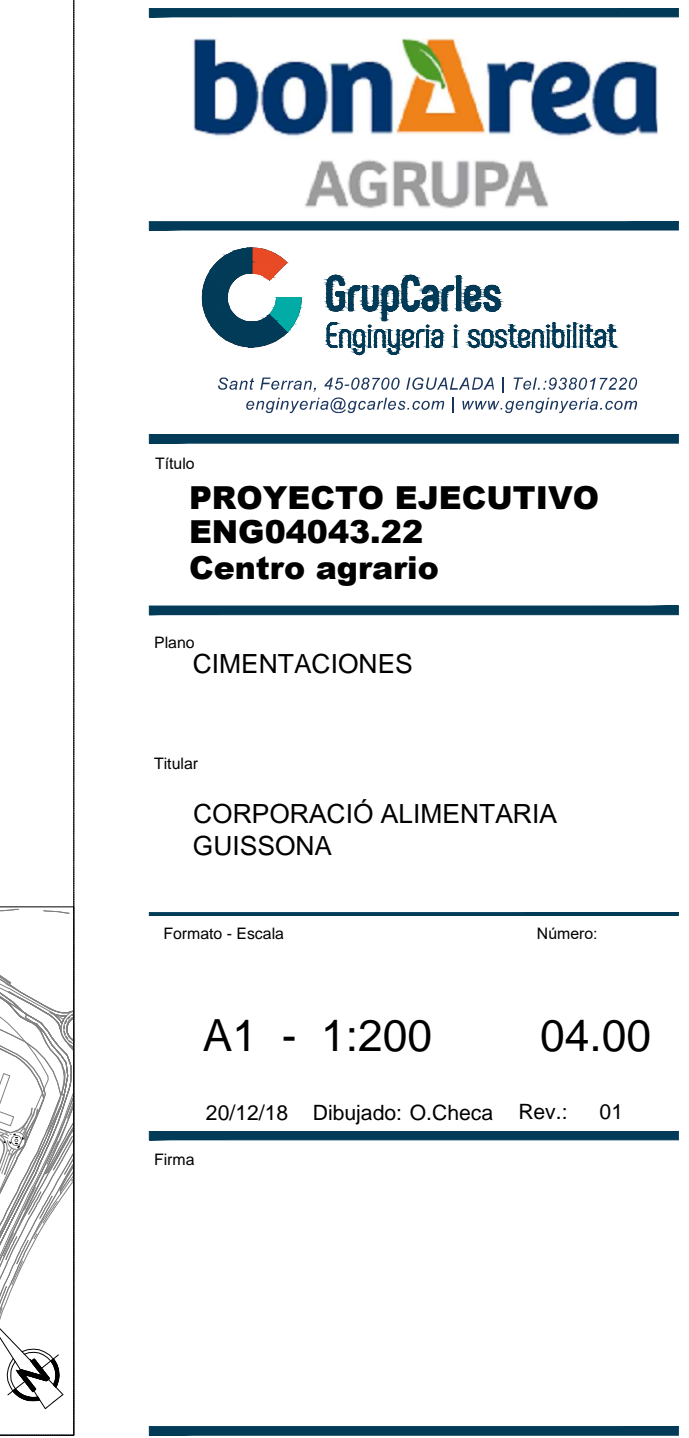 bonArea
AGRUPA
GrupCarles
Enginyeria i sostenibilitat
Sant Ferran, 45-08700 IGUALADA | Tel.:938017220
enginyeria@gcarles.com | www.genginyeria.com
Título
PROYECTO EJECUTIVO
ENG04043.22
Centro agrario
Plano
CIMENTACIONES
Titular
CORPORACIÓ ALIMENTARIA
GUISSONA
Formato - Escala Número:
A1 - 1:200 04.00
20/12/18 Dibujado: O.Checa Rev.: 01
Firma
N